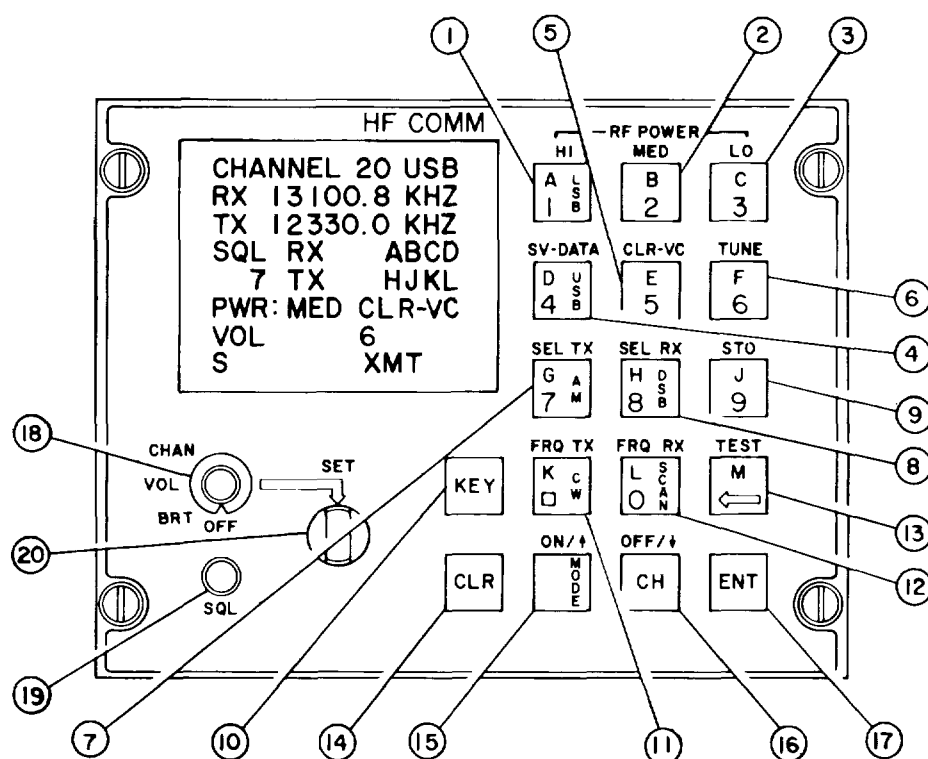 1 2 3
5
HF COMM
RF POWER
HI MED LO
CHANNEL 20 USB
RX 13100.8 KHZ
TX 12330.0 KHZ
SQL RX ABCD
7 TX HJKL
PWR: MED CLR-VC
VOL 6
S XMT
A 1 LSB
B 2
C 3
SV-DATA CLR-VC TUNE
D 4 USB
E 5
F 6
6
4
SEL TX SEL RX STO
G 7 AM
H 8 DSB
J 9
9
8
18
CHAN
VOL
BRT OFF
SET
20
SQL
19
KEY
FRQ TX FRQ RX TEST
K □ CW
L 0 SCAN
M
13
12
ON/↑ OFF/↓
CLR
MODE
CH
ENT
7 10 14 15 11 16 17